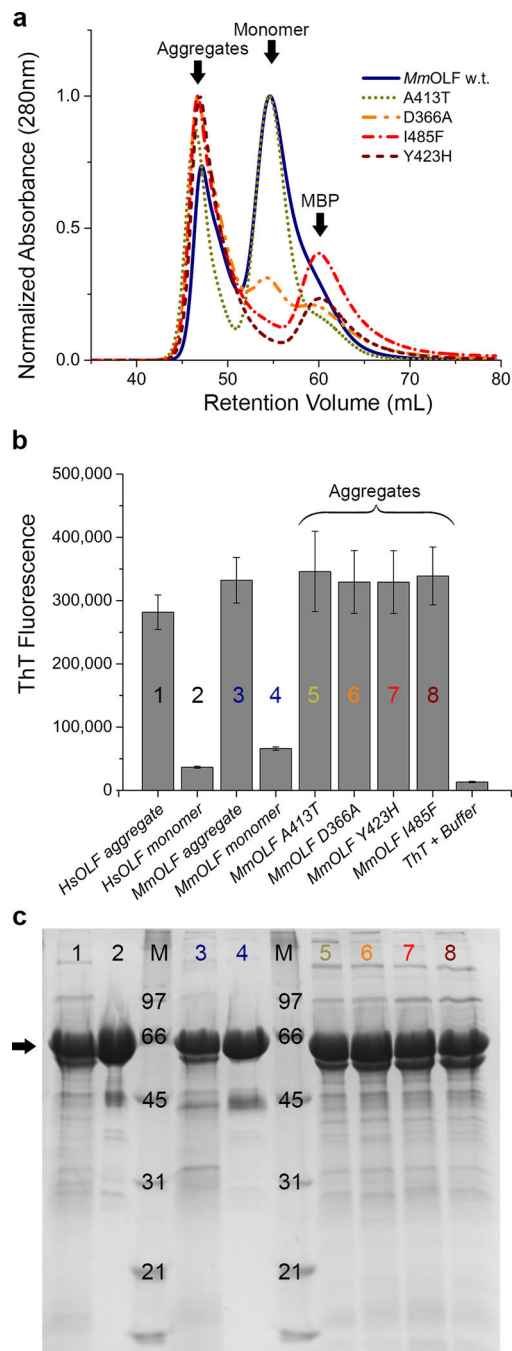 a
Monomer
Aggregates
MmOLF w.t.
A413T
D366A
I485F
Y423H
MBP
1.0
0.5
0.0
Normalized Absorbance (280nm)
40 50 60 70 80
Retention Volume (mL)
b
500,000
400,000
300,000
200,000
100,000
0
ThT Fluorescence
Aggregates
1 2 3 4 5 6 7 8
HsOLF aggregate
HsOLF monomer
MmOLF aggregate
MmOLF monomer
MmOLF A413T
MmOLF D366A
MmOLF Y423H
MmOLF I485F
ThT + Buffer
c
1 2 M 3 4 M 5 6 7 8
97 97
66 66
45 45
31 31
21 21